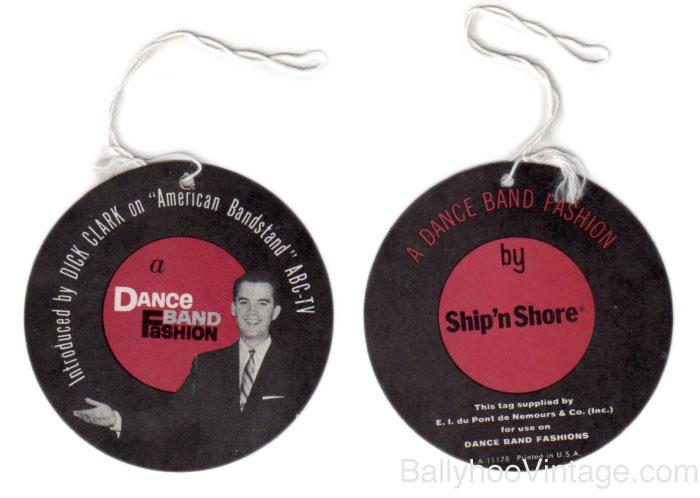 Introduced by DICK CLARK on "American Bandstand" ABC-TV
a
DANCE
BAND
FASHION
A DANCE BAND FASHION
by
Ship'n Shore®
This tag supplied by
E. I. du Pont de Nemours & Co. (Inc.)
for use on
DANCE BAND FASHIONS
A-11178 Printed in U.S.A.
BallyhooVintage.com